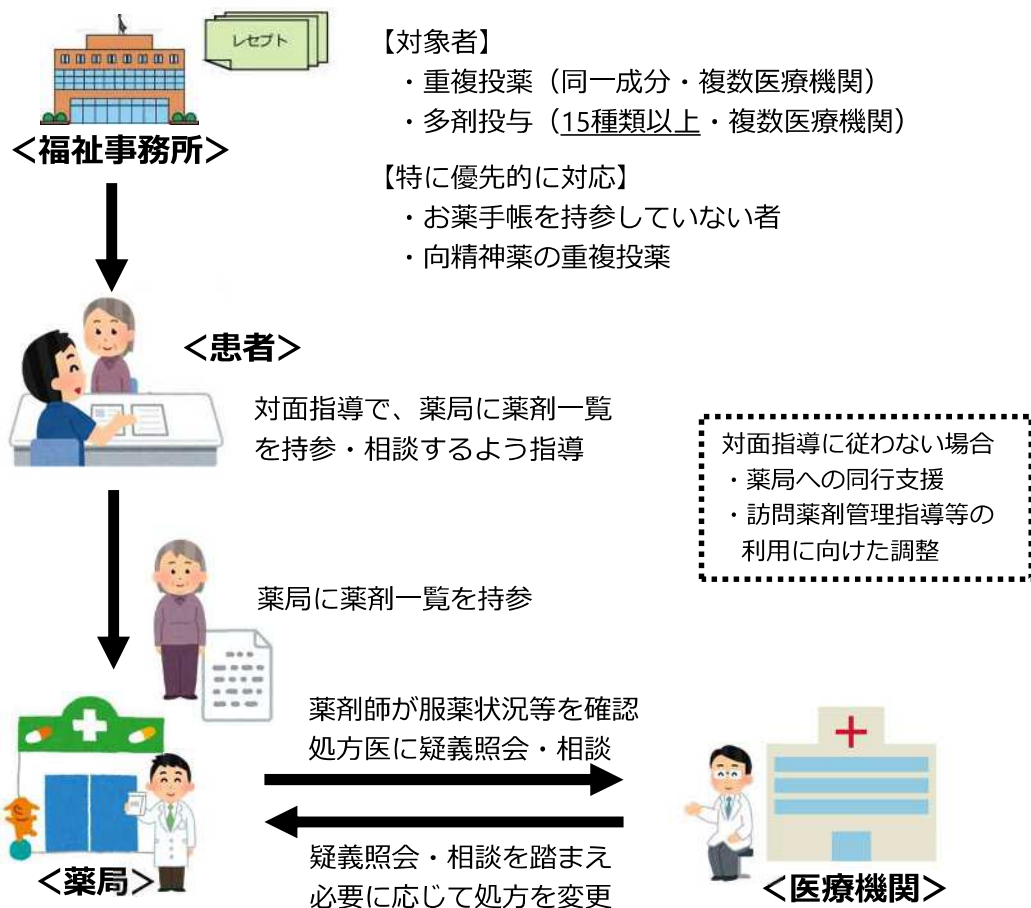 レセプト
【対象者】
・重複投薬（同一成分・複数医療機関）
・多剤投与（15種類以上・複数医療機関）
＜福祉事務所＞
【特に優先的に対応】
・お薬手帳を持参していない者
・向精神薬の重複投薬
＜患者＞
対面指導で、薬局に薬剤一覧
を持参・相談するよう指導
対面指導に従わない場合
・薬局への同行支援
・訪問薬剤管理指導等の
利用に向けた調整
薬局に薬剤一覧を持参
薬剤師が服薬状況等を確認
処方医に疑義照会・相談
疑義照会・相談を踏まえ
必要に応じて処方を変更
＜薬局＞
＜医療機関＞